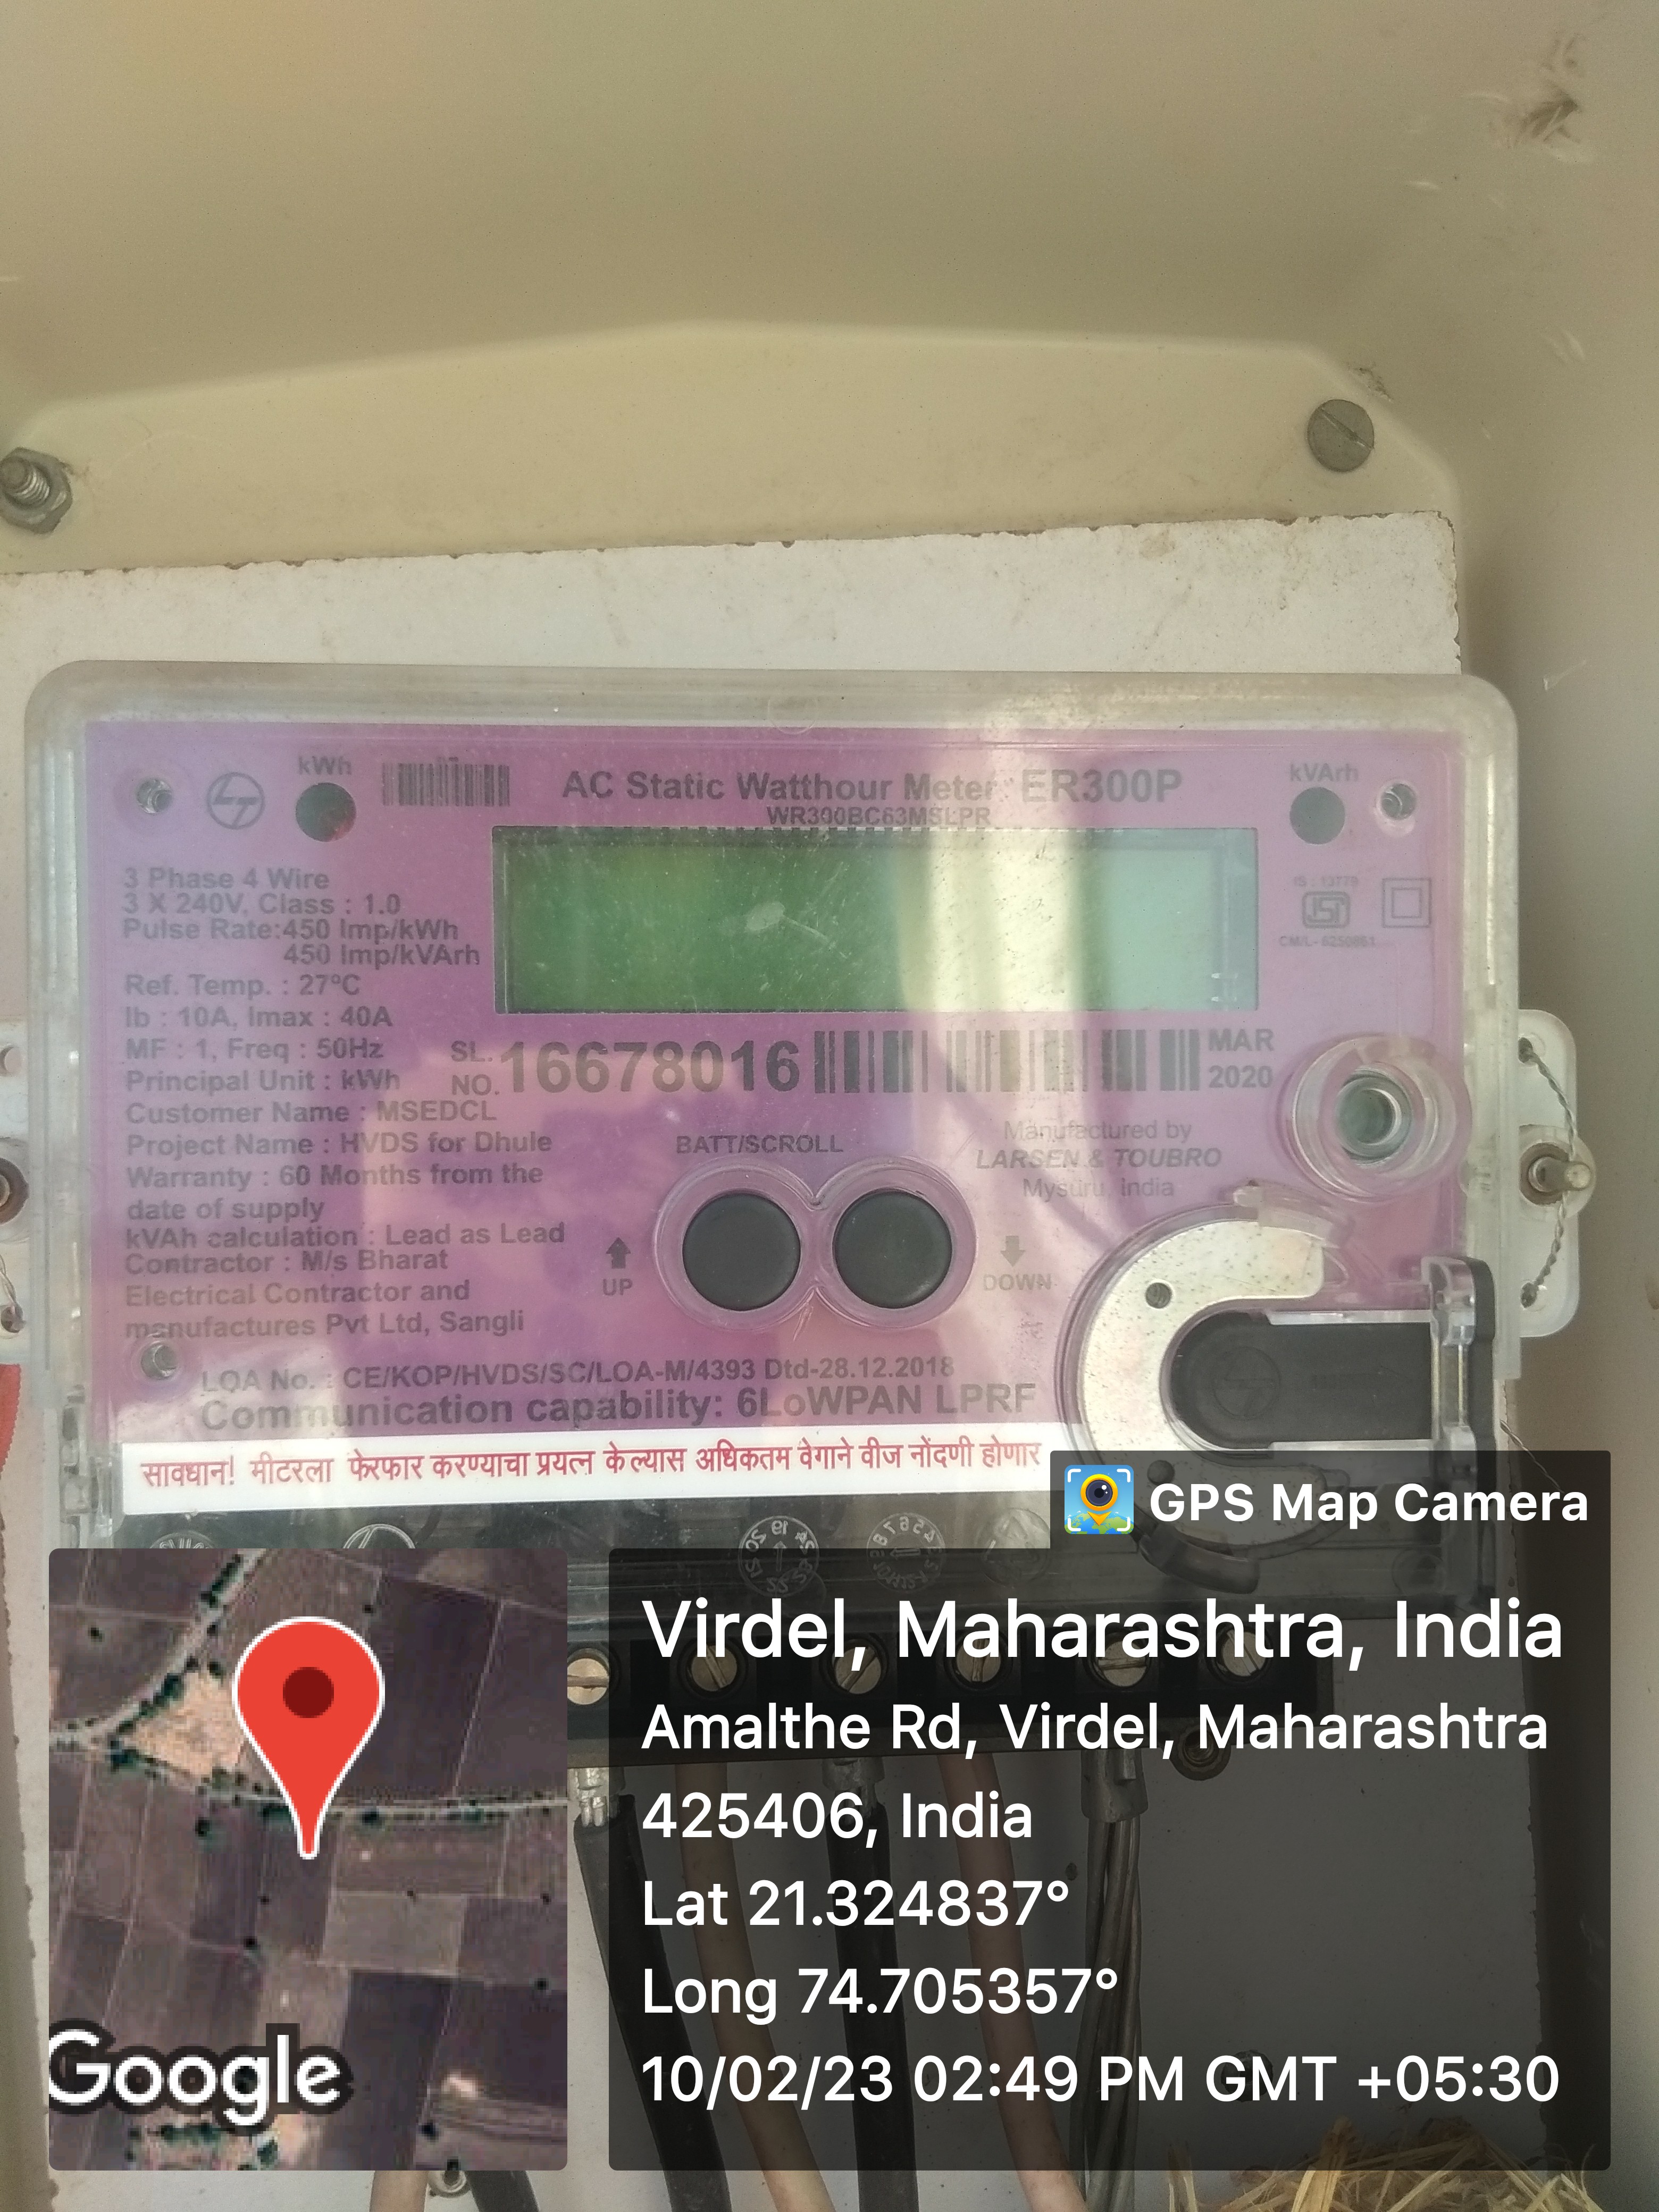 kWh
AC Static Watthour Meter ER300P
WR300BC63MSLPR
kVArh
3 Phase 4 Wire
3 X 240V, Class : 1.0
Pulse Rate:450 Imp/kWh
450 Imp/kVArh
Ref. Temp. : 27°C
Ib : 10A, Imax : 40A
MF : 1, Freq : 50Hz
Principal Unit : kWh
Customer Name : MSEDCL
Project Name : HVDS for Dhule
Warranty : 60 Months from the
date of supply
kVAh calculation : Lead as Lead
Contractor : M/s Bharat
Electrical Contractor and
manufactures Pvt Ltd, Sangli
IS : 13779
CM/L-
SL. NO. 16678016
MAR
2020
BATT/SCROLL
UP
DOWN
Manufactured by
LARSEN & TOUBRO
Mysuru, India
LOA No. : CE/KOP/HVDS/SC/LOA-M/4393 Dtd-28.12.2018
Communication capability: 6LoWPAN LPRF
सावधान! मीटरला फेरफार करण्याचा प्रयत्न केल्यास अधिकतम वेगाने वीज नोंदणी होणार
GPS Map Camera
Virdel, Maharashtra, India
Amalthe Rd, Virdel, Maharashtra
425406, India
Lat 21.324837°
Long 74.705357°
10/02/23 02:49 PM GMT +05:30
Google